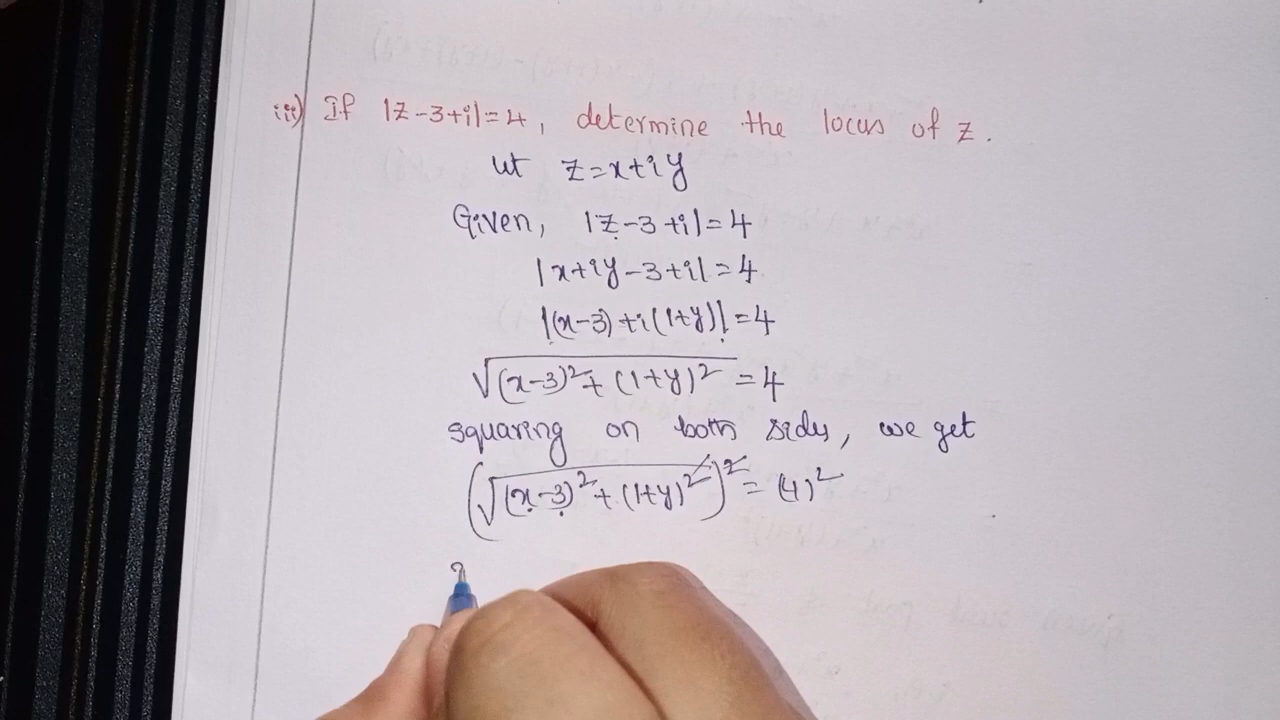 iii) If |z-3+i|=4, determine the locus of z.
let z=x+iy
Given, |z-3+i|=4
|x+iy-3+i|=4
|(x-3)+i(1+y)|=4
√(x-3)²+(1+y)² = 4
squaring on both sides, we get
(√(x-3)²+(1+y)²)² = (4)²